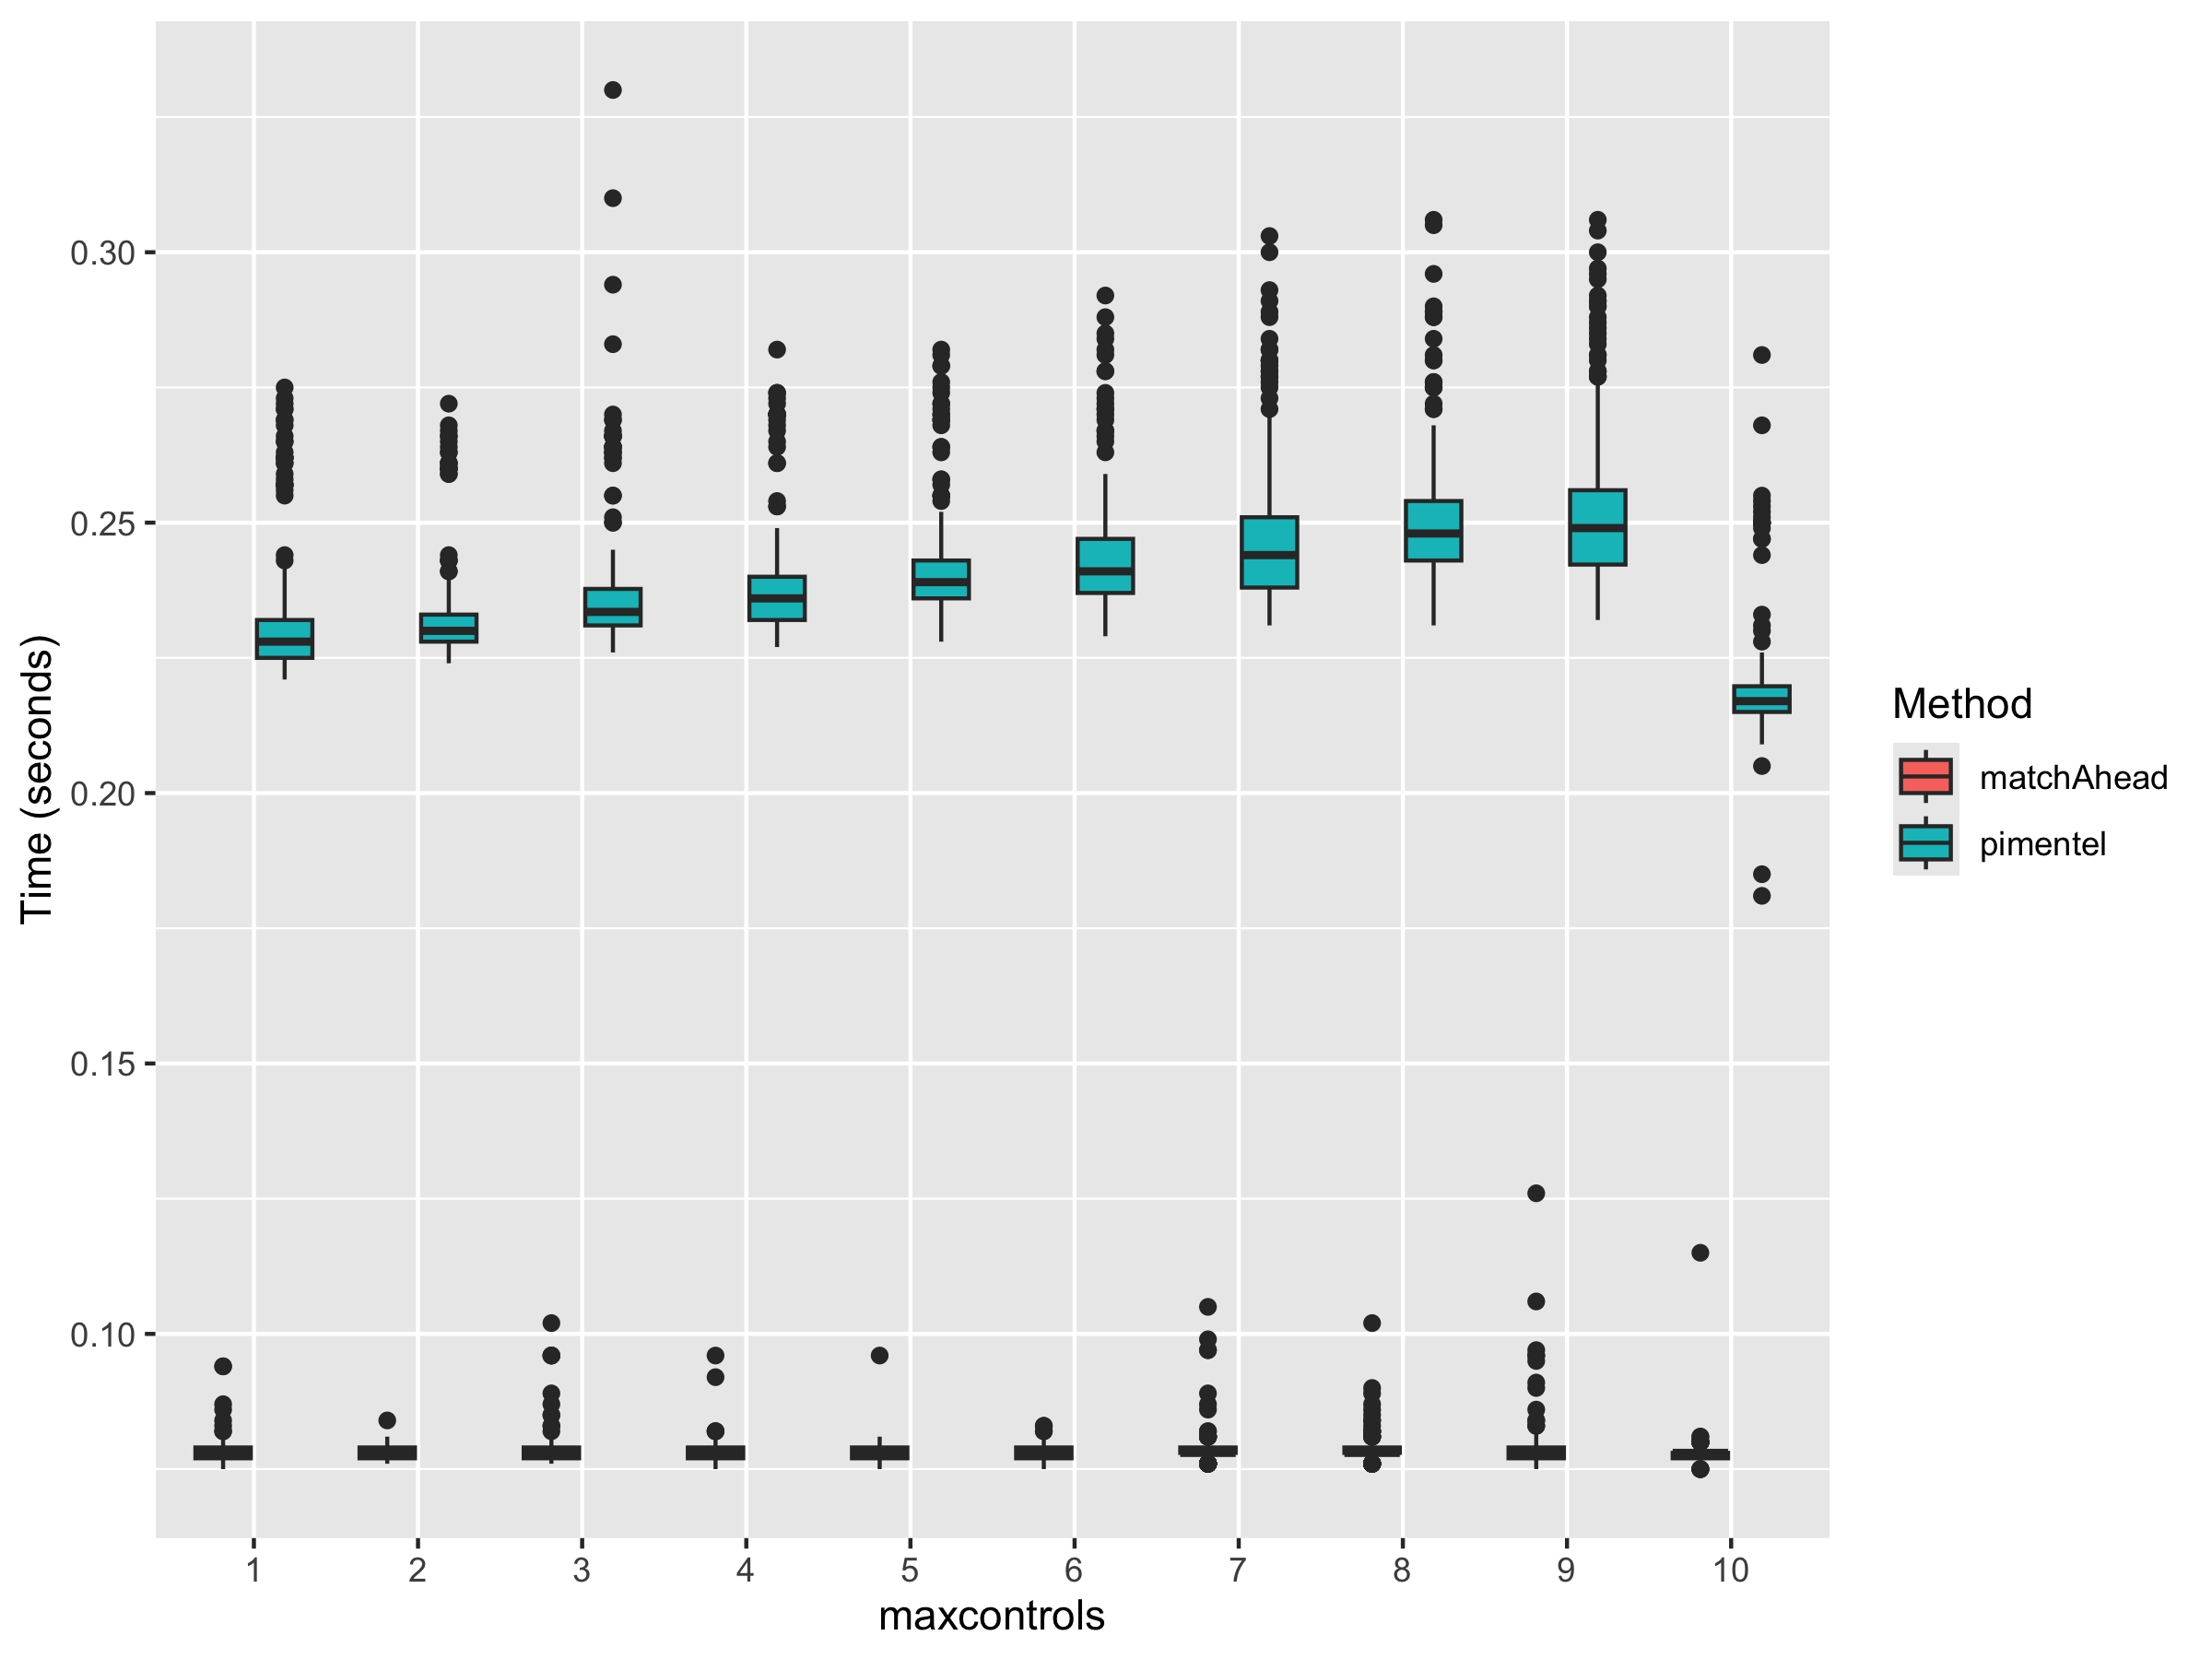 Time (seconds)
0.30
0.25
0.20
0.15
0.10
1 2 3 4 5 6 7 8 9 10
maxcontrols
Method
matchAhead
pimentel